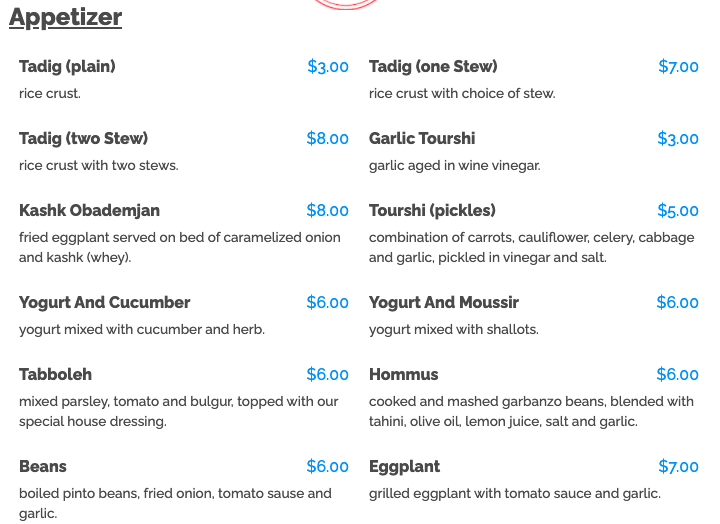 Appetizer
Tadig (plain) $3.00
rice crust.
Tadig (one Stew) $7.00
rice crust with choice of stew.
Tadig (two Stew) $8.00
rice crust with two stews.
Garlic Tourshi $3.00
garlic aged in wine vinegar.
Kashk Obademjan $8.00
fried eggplant served on bed of caramelized onion
and kashk (whey).
Tourshi (pickles) $5.00
combination of carrots, cauliflower, celery, cabbage
and garlic, pickled in vinegar and salt.
Yogurt And Cucumber $6.00
yogurt mixed with cucumber and herb.
Yogurt And Moussir $6.00
yogurt mixed with shallots.
Tabboleh $6.00
mixed parsley, tomato and bulgur, topped with our
special house dressing.
Hommus $6.00
cooked and mashed garbanzo beans, blended with
tahini, olive oil, lemon juice, salt and garlic.
Beans $6.00
boiled pinto beans, fried onion, tomato sause and
garlic.
Eggplant $7.00
grilled eggplant with tomato sauce and garlic.